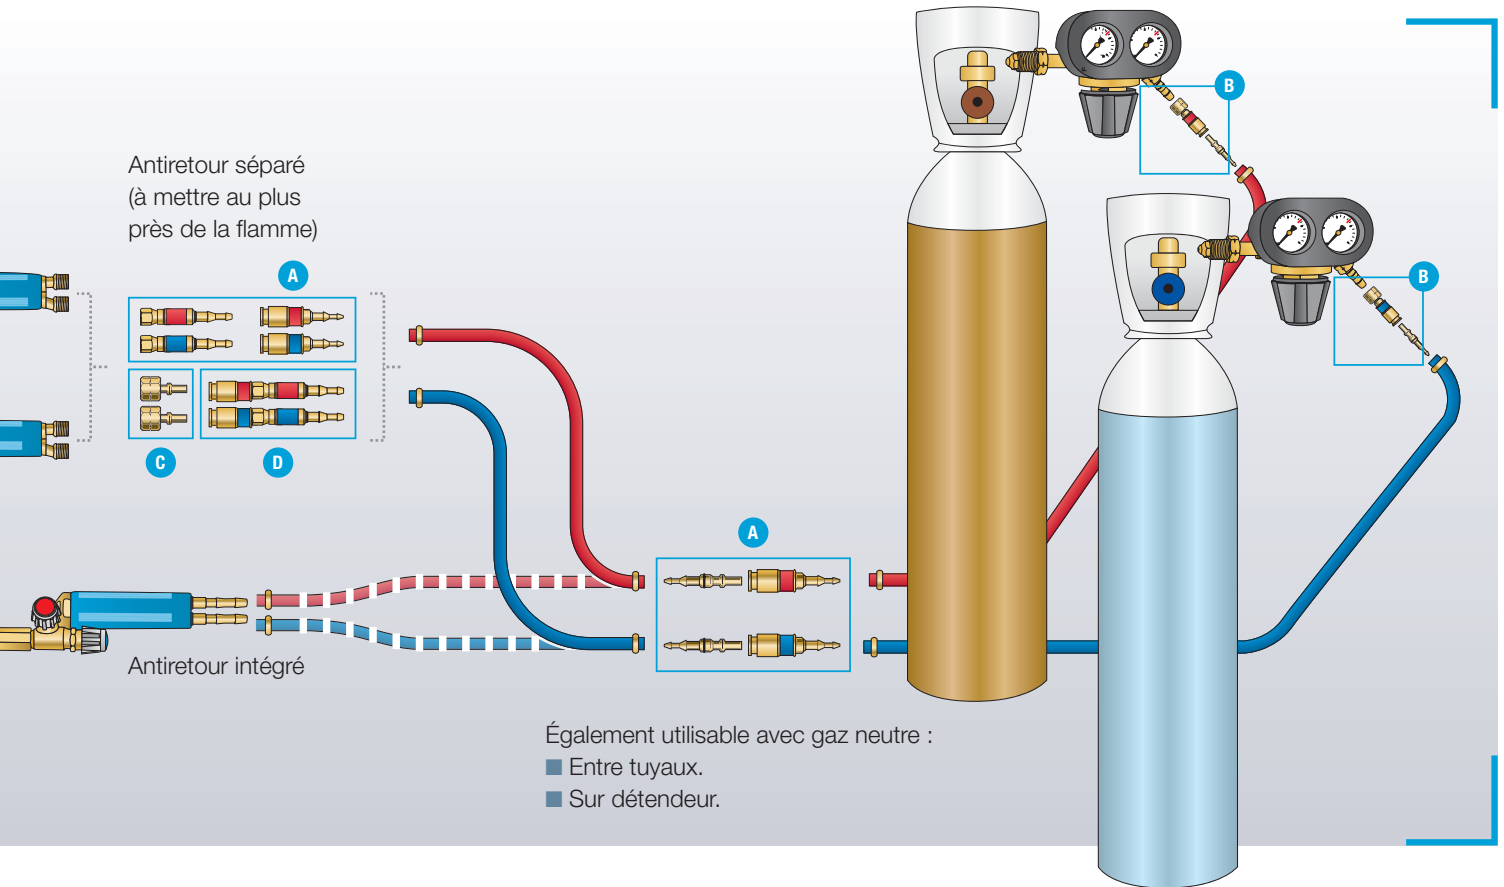 B
Antiretour séparé
(à mettre au plus
près de la flamme)
A
B
C
D
A
Antiretour intégré
Également utilisable avec gaz neutre :
Entre tuyaux.
Sur détendeur.